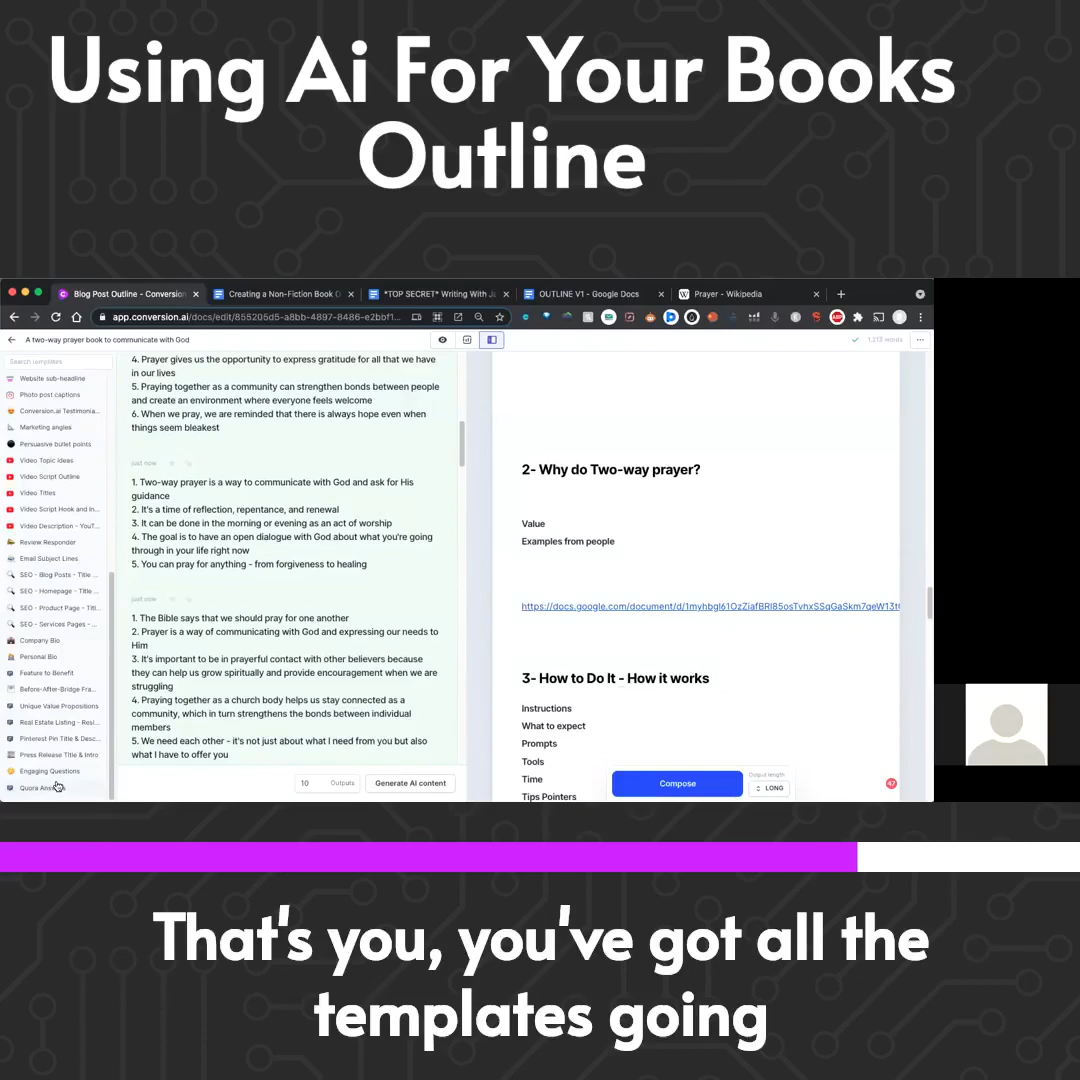 Using Ai For Your Books
Outline
Blog Post Outline - Conversion
Creating a Non-Fiction Book O
*TOP SECRET* Writing With Ja
OUTLINE V1 - Google Docs
Prayer - Wikipedia
app.conversion.ai/docs/edit/855205d5-a8bb-4897-8486-e2bbf1...
A two-way prayer book to communicate with God
1,213 words
Search templates
Website sub-headline
Photo post captions
Conversion.ai Testimonia...
Marketing angles
Persuasive bullet points
Video Topic Ideas
Video Script Outline
Video Titles
Video Script Hook and In...
Video Description - YouT...
Review Responder
Email Subject Lines
SEO - Blog Posts - Title ...
SEO - Homepage - Title ...
SEO - Product Page - Titl...
SEO - Services Pages - ...
Company Bio
Personal Bio
Feature to Benefit
Before-After-Bridge Fra...
Unique Value Propositions
Real Estate Listing - Resi...
Pinterest Pin Title & Desc...
Press Release Title & Intro
Engaging Questions
Quora Ans
4. Prayer gives us the opportunity to express gratitude for all that we have
in our lives
5. Praying together as a community can strengthen bonds between people
and create an environment where everyone feels welcome
6. When we pray, we are reminded that there is always hope even when
things seem bleakest
just now
1. Two-way prayer is a way to communicate with God and ask for His
guidance
2. It's a time of reflection, repentance, and renewal
3. It can be done in the morning or evening as an act of worship
4. The goal is to have an open dialogue with God about what you're going
through in your life right now
5. You can pray for anything - from forgiveness to healing
just now
1. The Bible says that we should pray for one another
2. Prayer is a way of communicating with God and expressing our needs to
Him
3. It's important to be in prayerful contact with other believers because
they can help us grow spiritually and provide encouragement when we are
struggling
4. Praying together as a church body helps us stay connected as a
community, which in turn strengthens the bonds between individual
members
5. We need each other - it's not just about what I need from you but also
what I have to offer you
10 Outputs Generate AI content
2- Why do Two-way prayer?
Value
Examples from people
3- How to Do It - How it works
Instructions
What to expect
Prompts
Tools
Time
Tips Pointers
Compose
Output length
LONG
47
That's you, you've got all the
templates going